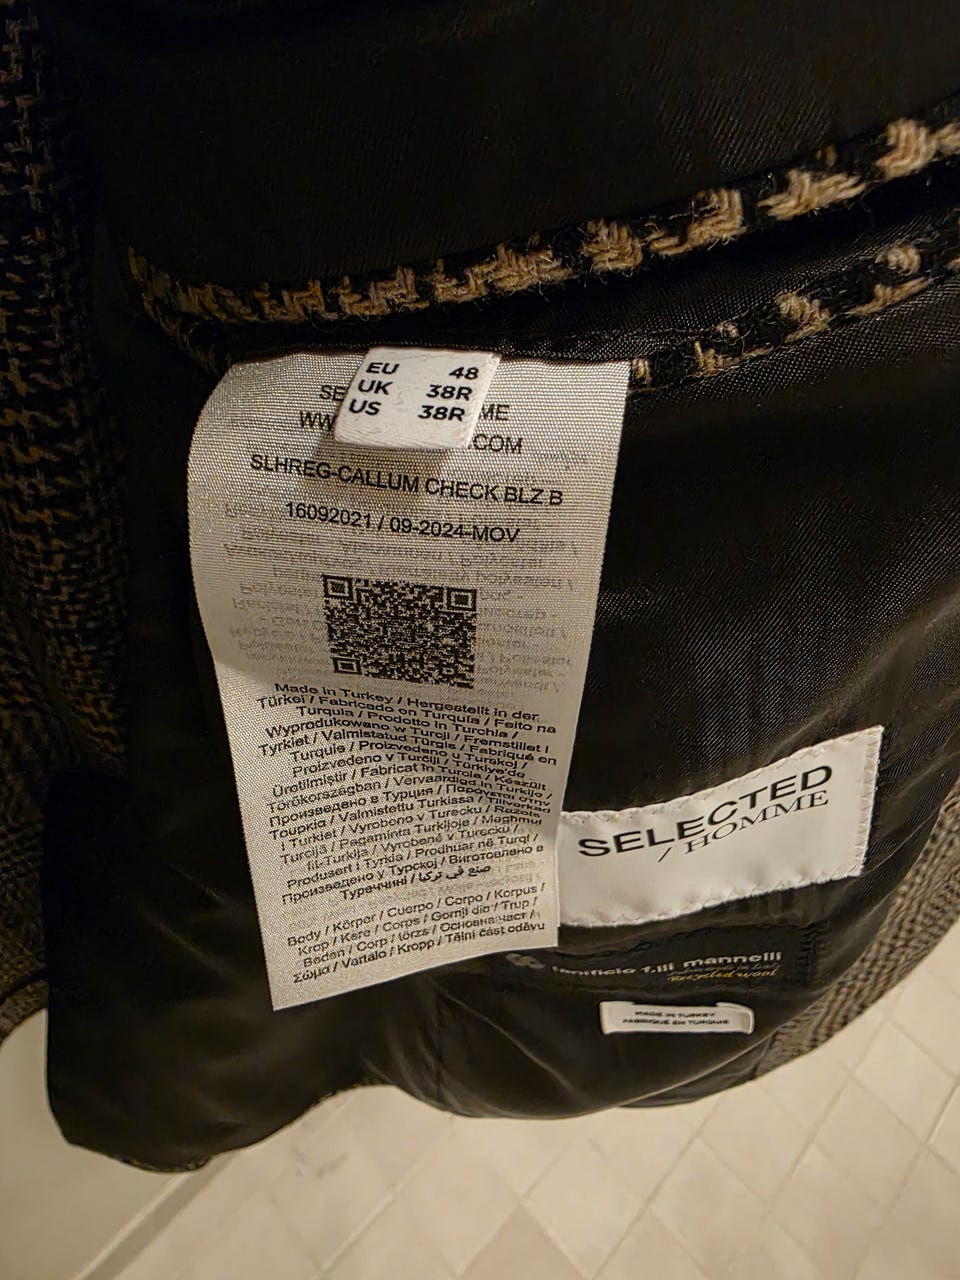 EU 48
UK 38R
US 38R
SE ME
WW .COM
SLHREG-CALLUM CHECK BLZ B
16092021 / 09-2024-MOV
Made in Turkey / Hergestellt in der
Türkei / Fabricado en Turquía / Feito na
Turquia / Prodotto in Turchia /
Wyprodukowano w Turcji / Fremstillet i
Tyrkiet / Valmistatud Türgis / Fabriqué en
Turquie / Proizvedeno u Turskoj /
Proizvedeno v Turčiji / Türkiye'de
Üretilmiştir / Fabricat în Turcia / Készült
Törökországban / Vervaardigd in Turkije /
Произведено в Турция / Παράγεται στην
Τουρκία / Valmistettu Turkissa / Tillverkad
i Turkiet / Vyrobeno v Turecku / Ražots
Turcijā / Pagaminta Turkijoje / Maghmul
fit-Turkija / Vyrobené v Turecku /
Produsert i Tyrkia / Prodhuar në Turqi /
Произведено у Турској / Виготовлено в
Туреччині / صنع في تركيا
Body / Körper / Cuerpo / Corpo / Korpus /
Krop / Kere / Corps / Gornji dio / Trup /
Beden / Corp / törzs / Основна част /
Σώμα / Vartalo / Kropp / Tělní část oděvu
SELECTED
/ HOMME
lanificio f.lli mannelli
recycled wool
MADE IN TURKEY
FABRIQUÉ EN TURQUIE